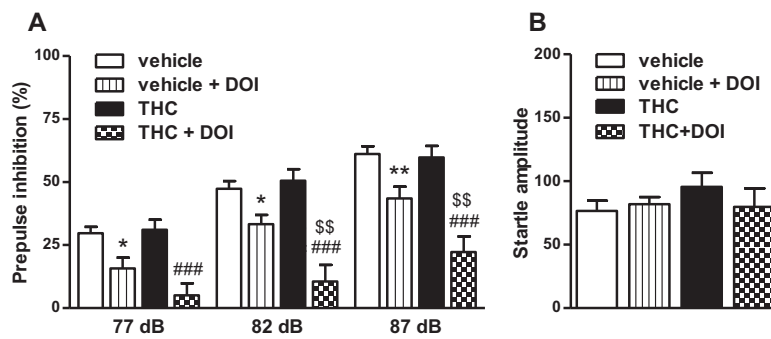 A
Prepulse inhibition (%)
100
75
50
25
0
vehicle
vehicle + DOI
THC
THC + DOI
*
###
*
$$
###
**
$$
###
77 dB
82 dB
87 dB
B
Startle amplitude
200
150
100
50
0
vehicle
vehicle + DOI
THC
THC+DOI